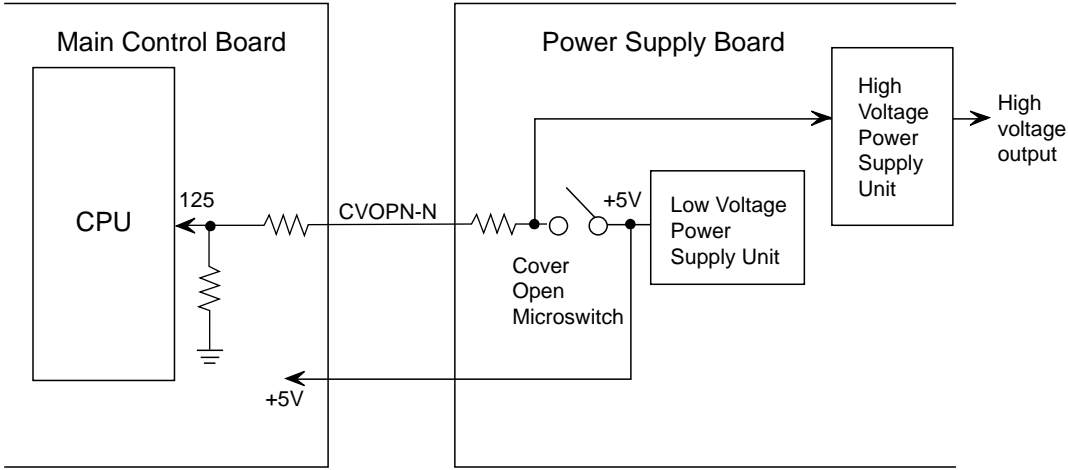 Main Control Board
CPU
125
+5V
CVOPN-N
Power Supply Board
Cover
Open
Microswitch
+5V
Low Voltage
Power
Supply Unit
High
Voltage
Power
Supply
Unit
High
voltage
output